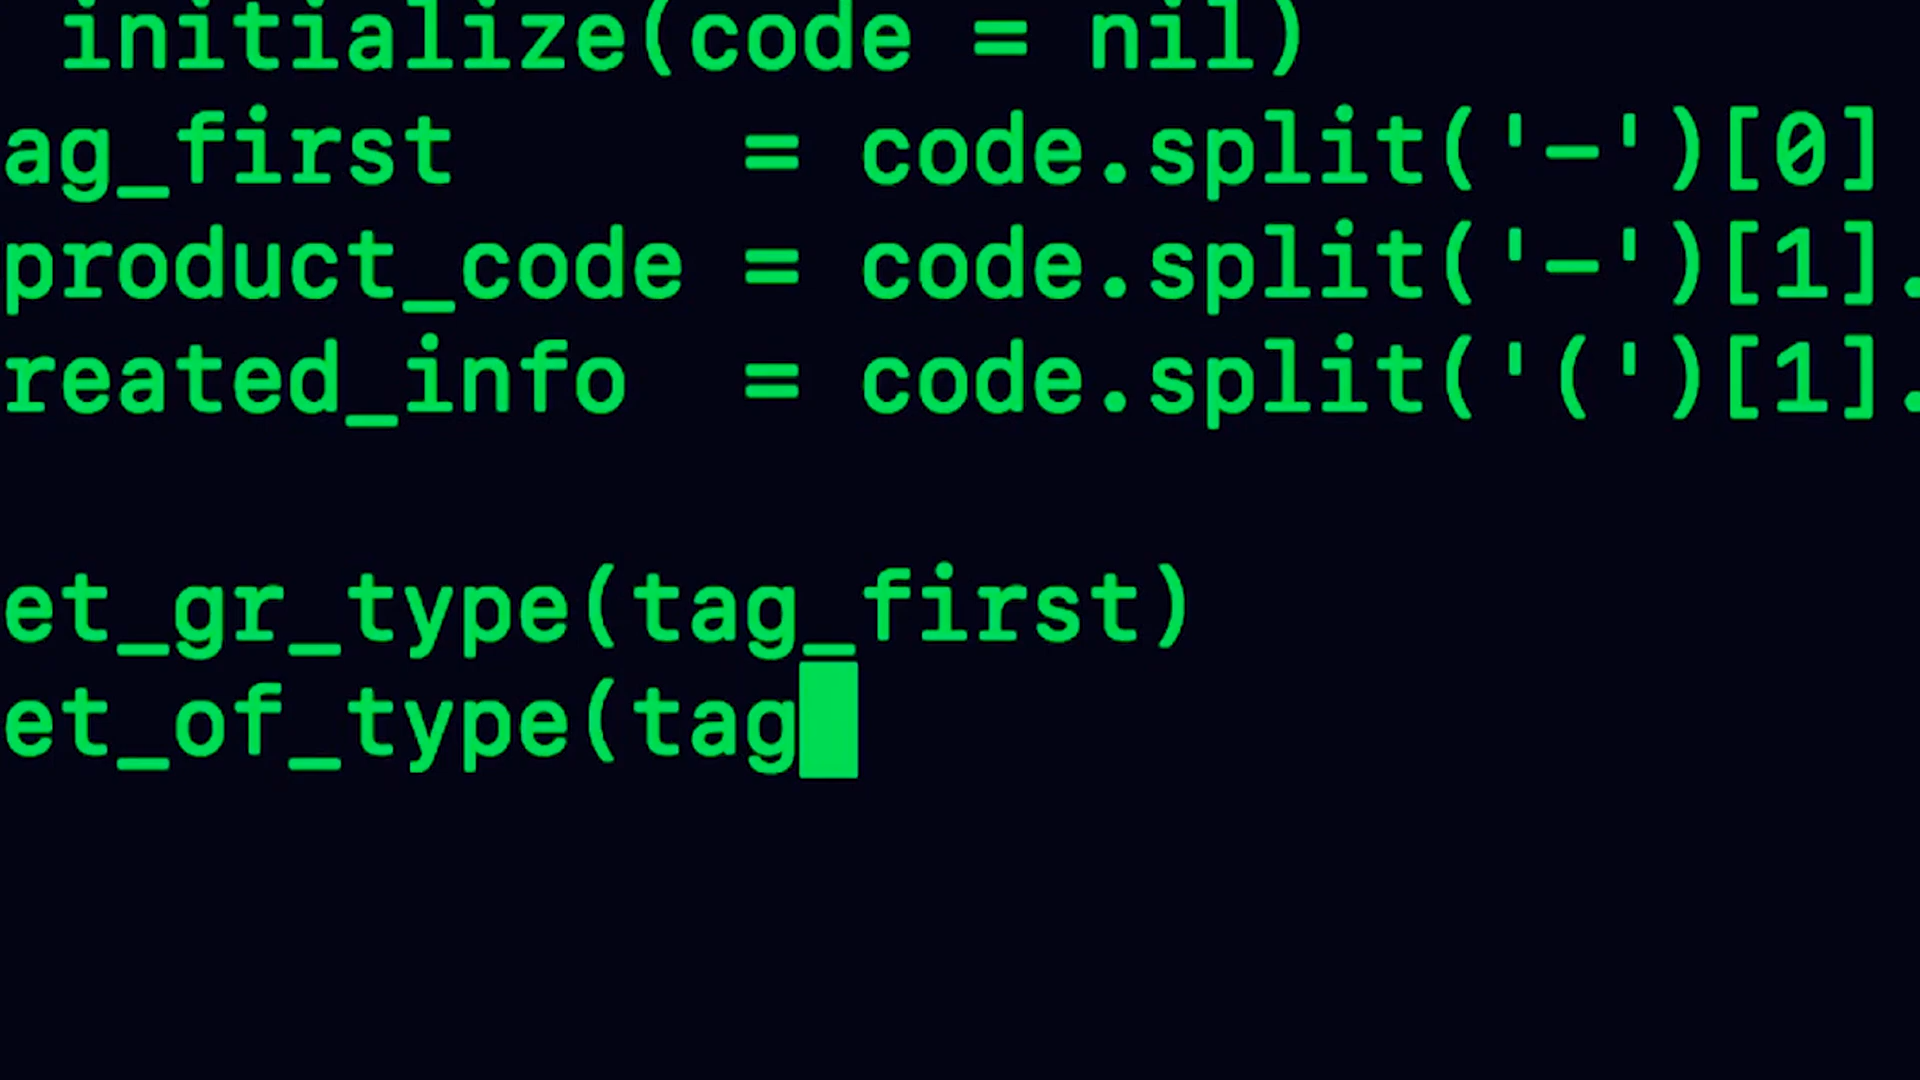 initialize(code = nil)
ag_first = code.split('-')[0]
product_code = code.split('-')[1].
reated_info = code.split('(')[1].
et_gr_type(tag_first)
et_of_type(tag